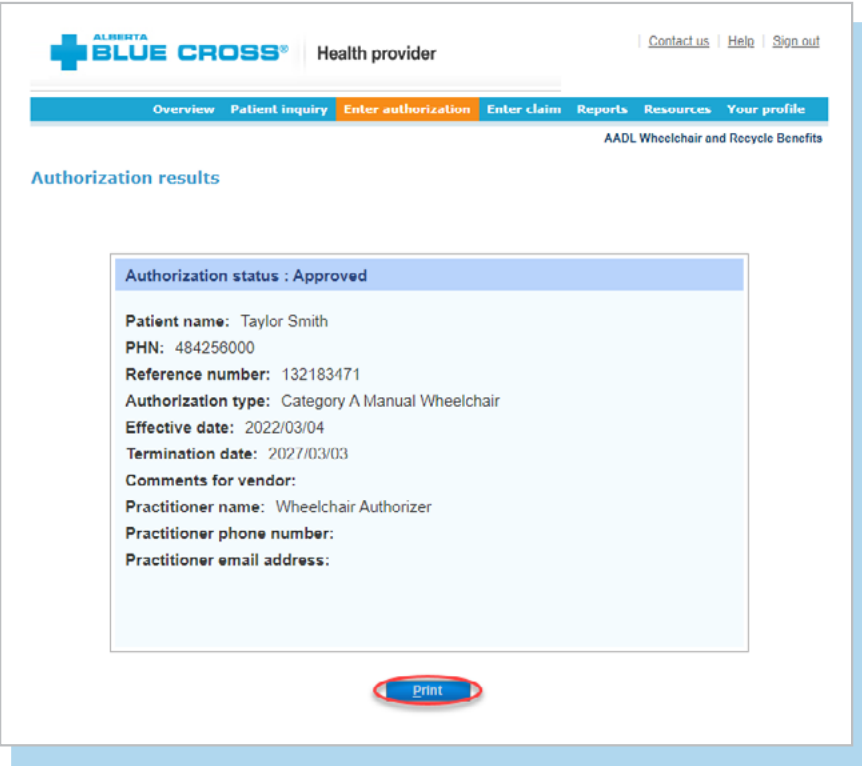 ALBERTA
BLUE CROSS® Health provider
Contact us | Help | Sign out
Overview Patient inquiry Enter authorization Enter claim Reports Resources Your profile
AADL Wheelchair and Recycle Benefits
Authorization results
Authorization status : Approved
Patient name: Taylor Smith
PHN: 484256000
Reference number: 132183471
Authorization type: Category A Manual Wheelchair
Effective date: 2022/03/04
Termination date: 2027/03/03
Comments for vendor:
Practitioner name: Wheelchair Authorizer
Practitioner phone number:
Practitioner email address:
Print